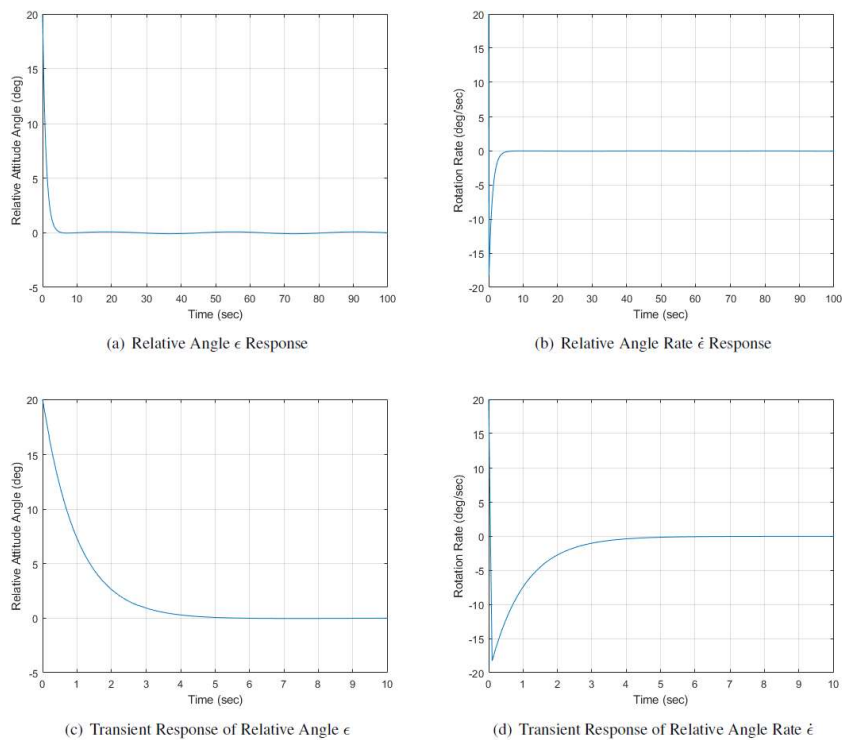 20
15
10
5
0
-5
Relative Attitude Angle (deg)
0 10 20 30 40 50 60 70 80 90 100
Time (sec)
(a) Relative Angle ϵ Response
20
15
10
5
0
-5
-10
-15
-20
Rotation Rate (deg/sec)
0 10 20 30 40 50 60 70 80 90 100
Time (sec)
(b) Relative Angle Rate ϵ̇ Response
20
15
10
5
0
-5
Relative Attitude Angle (deg)
0 1 2 3 4 5 6 7 8 9 10
Time (sec)
(c) Transient Response of Relative Angle ϵ
20
15
10
5
0
-5
-10
-15
-20
Rotation Rate (deg/sec)
0 1 2 3 4 5 6 7 8 9 10
Time (sec)
(d) Transient Response of Relative Angle Rate ϵ̇